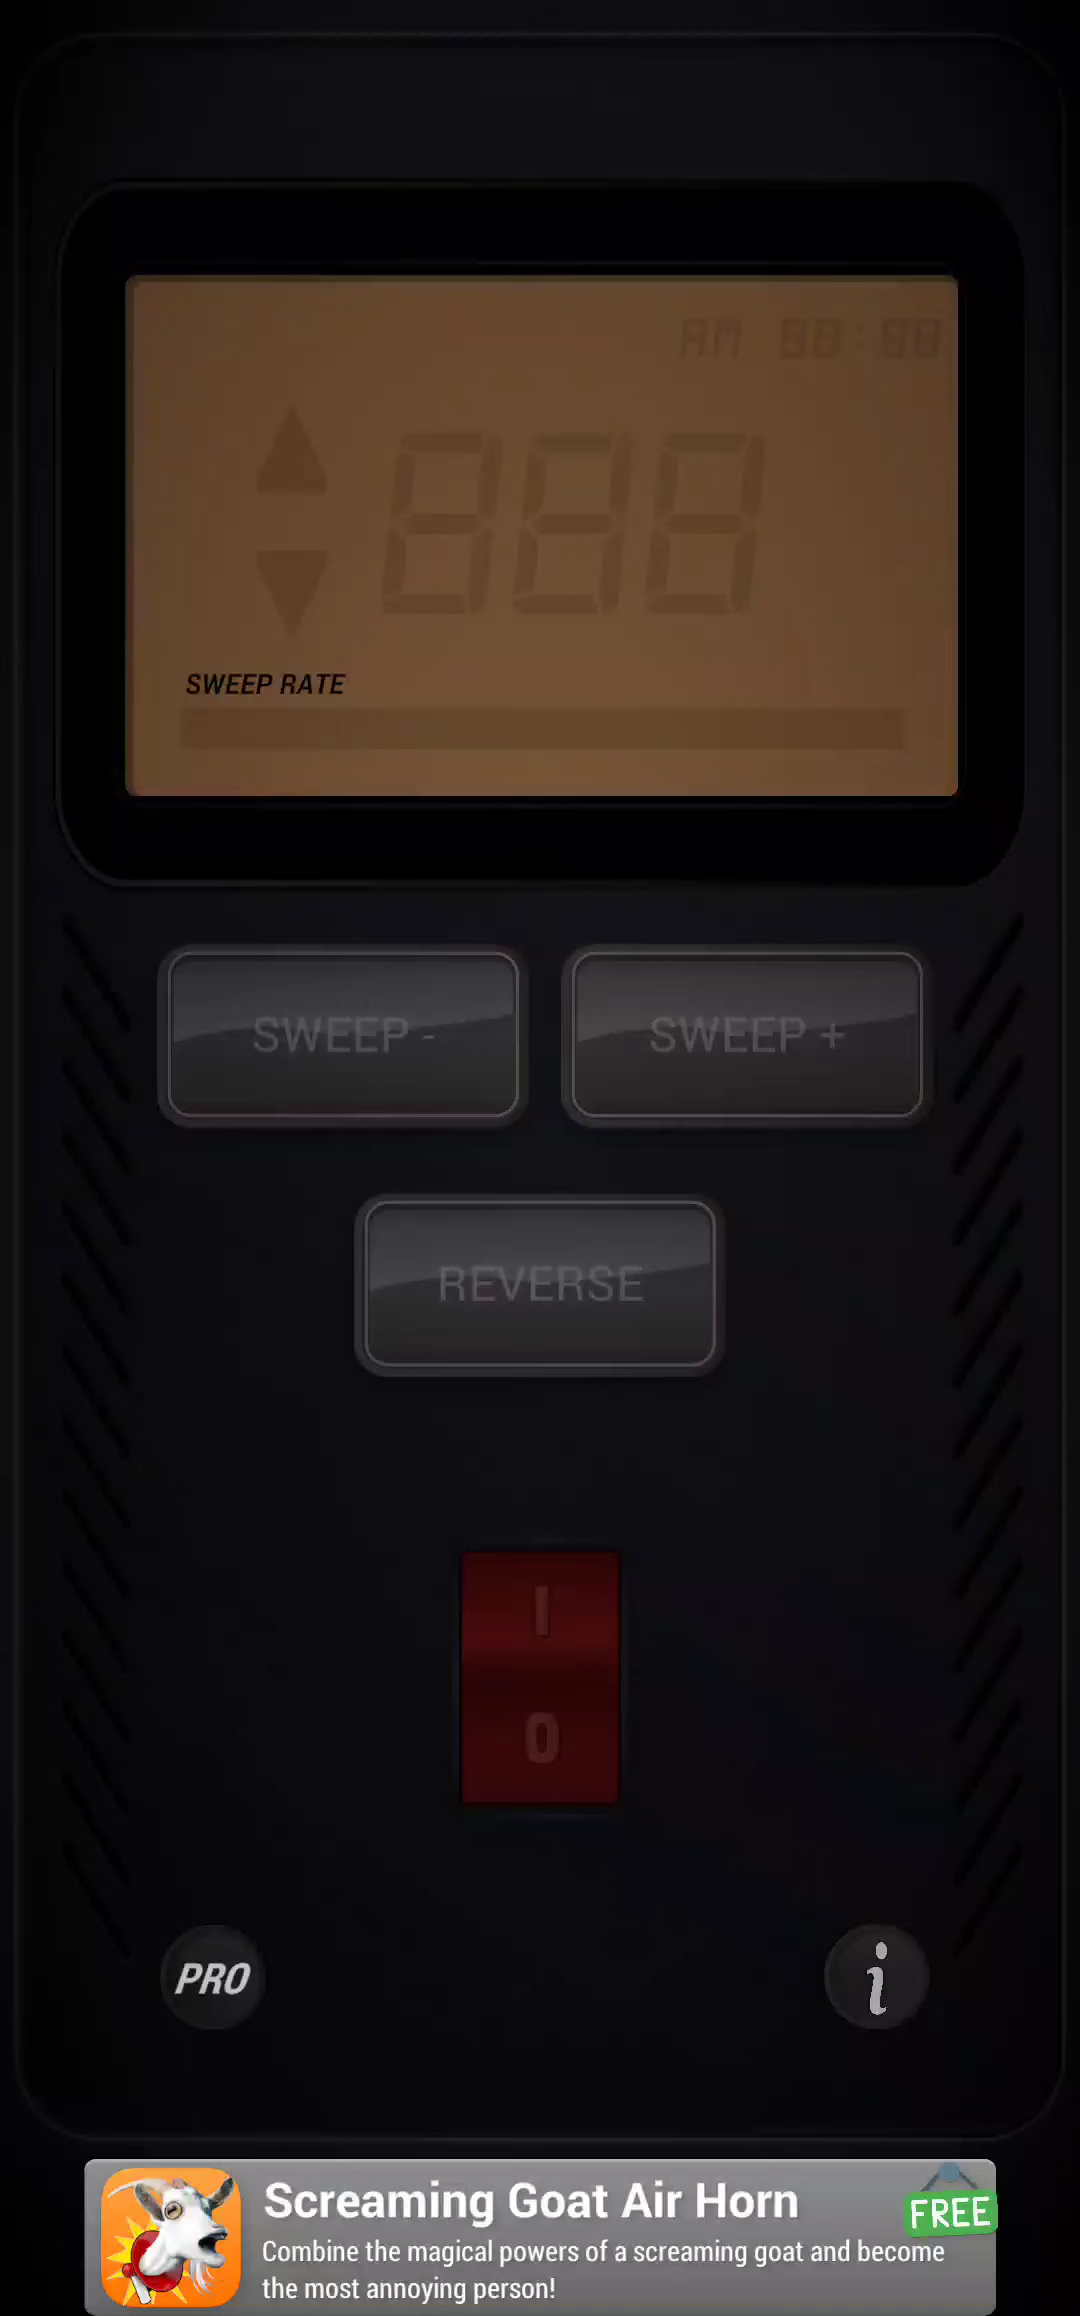 AM 88:88
888
SWEEP RATE
SWEEP -
SWEEP +
REVERSE
I
0
PRO
i
Screaming Goat Air Horn
FREE
Combine the magical powers of a screaming goat and become
the most annoying person!